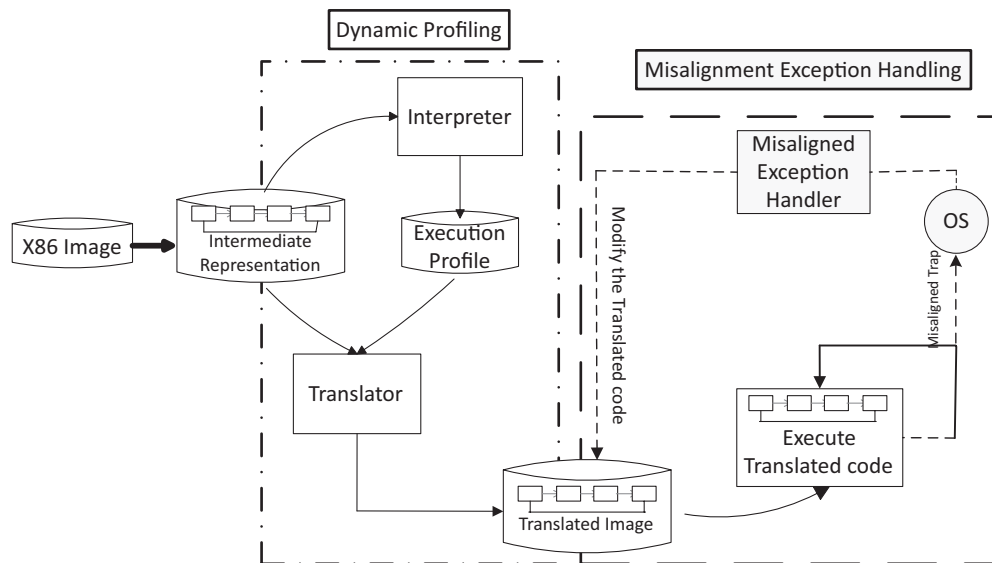 Dynamic Profiling
Misalignment Exception Handling
Interpreter
Misaligned
Exception
Handler
OS
X86 Image
Intermediate
Representation
Execution
Profile
Modify the Translated code
Misaligned Trap
Translator
Execute
Translated code
Translated Image